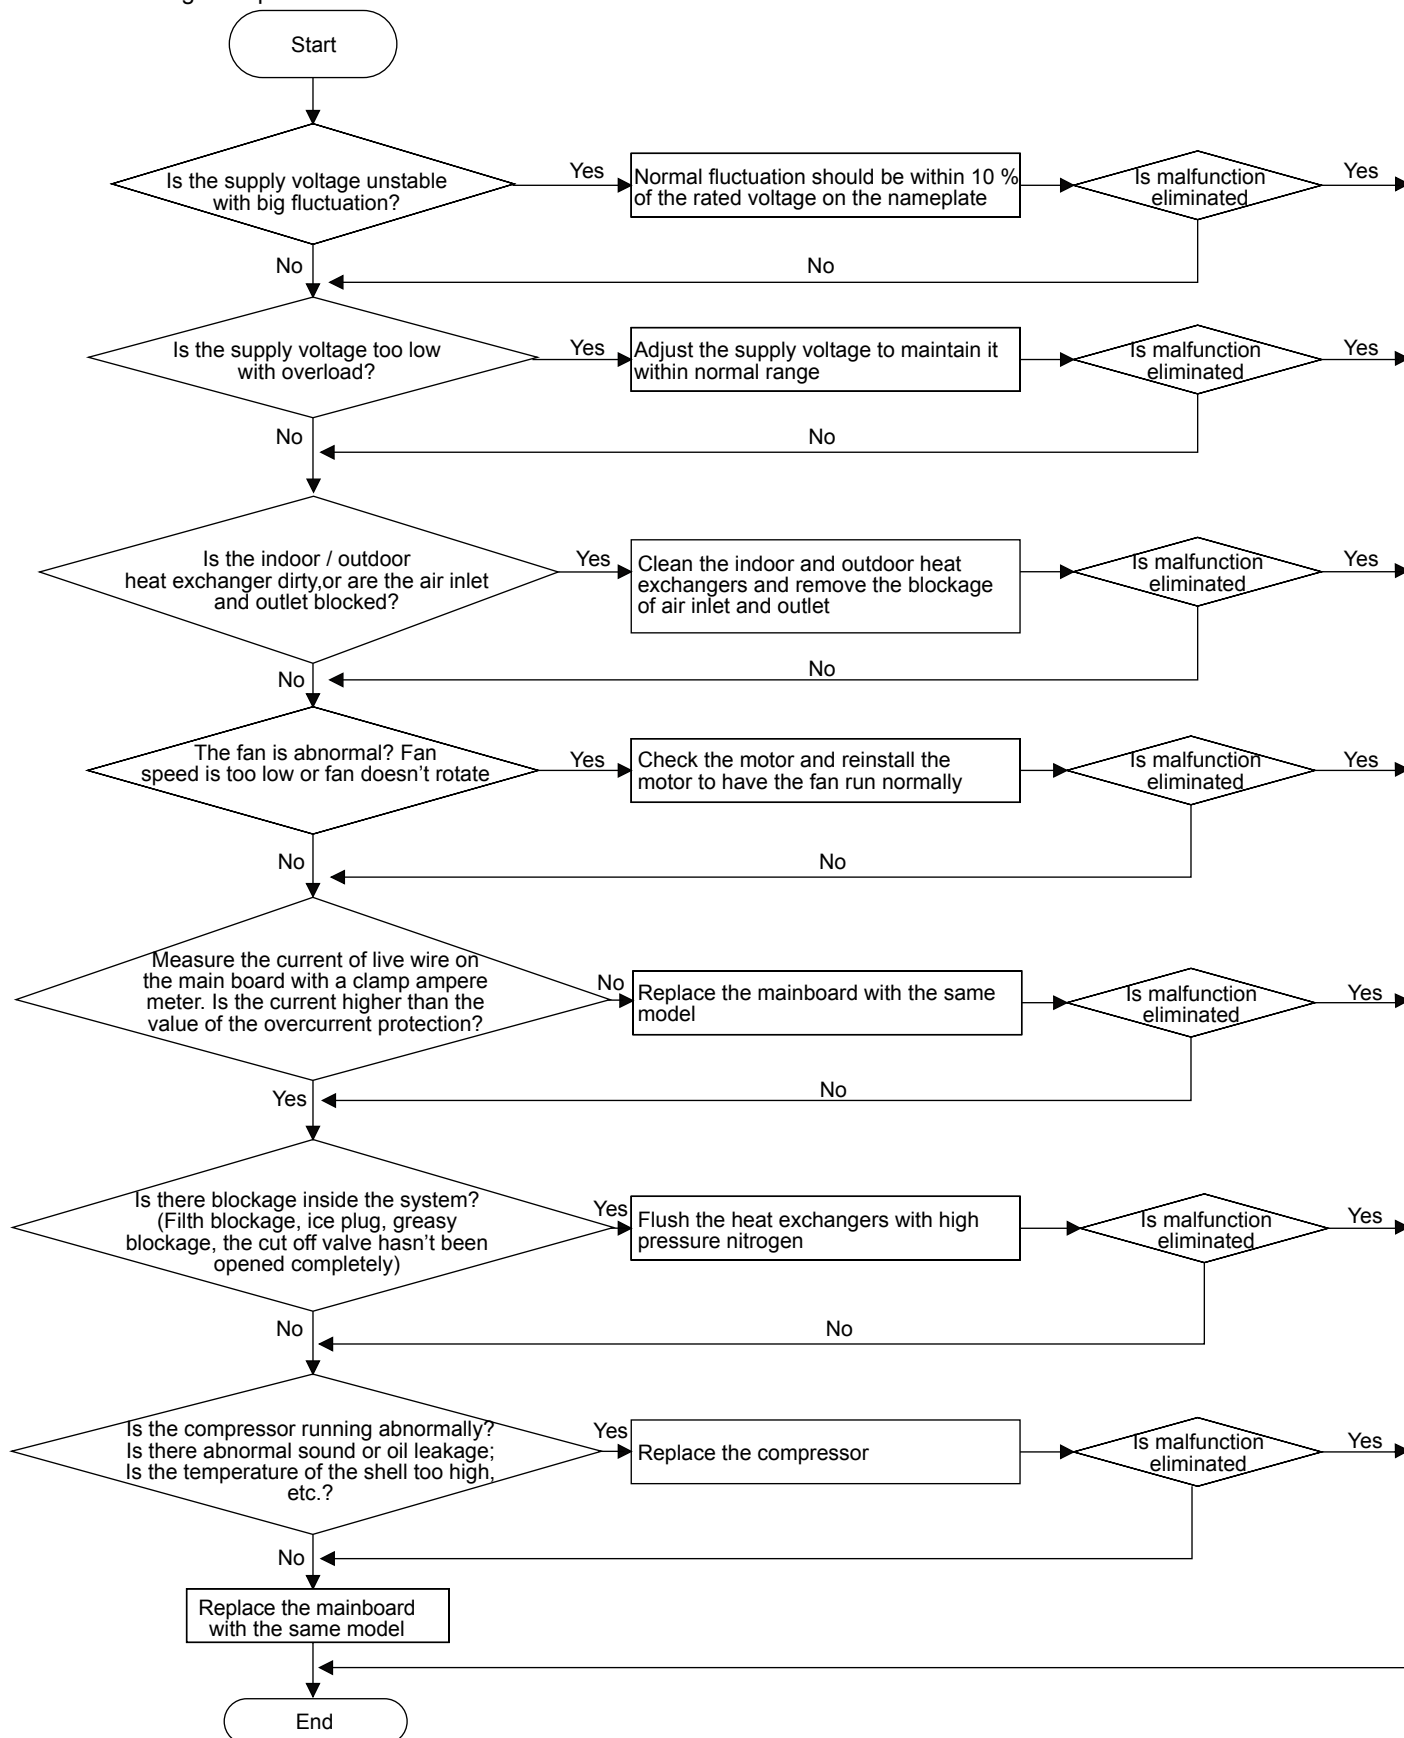 Start
Is the supply voltage unstable
with big fluctuation?
Yes
Normal fluctuation should be within 10 %
of the rated voltage on the nameplate
Is malfunction
eliminated
Yes
No
No
Is the supply voltage too low
with overload?
Yes
Adjust the supply voltage to maintain it
within normal range
Is malfunction
eliminated
Yes
No
No
Is the indoor / outdoor
heat exchanger dirty,or are the air inlet
and outlet blocked?
Yes
Clean the indoor and outdoor heat
exchangers and remove the blockage
of air inlet and outlet
Is malfunction
eliminated
Yes
No
No
The fan is abnormal? Fan
speed is too low or fan doesn't rotate
Yes
Check the motor and reinstall the
motor to have the fan run normally
Is malfunction
eliminated
Yes
No
No
Measure the current of live wire on
the main board with a clamp ampere
meter. Is the current higher than the
value of the overcurrent protection?
No
Replace the mainboard with the same
model
Is malfunction
eliminated
Yes
Yes
No
Is there blockage inside the system?
(Filth blockage, ice plug, greasy
blockage, the cut off valve hasn't been
opened completely)
Yes
Flush the heat exchangers with high
pressure nitrogen
Is malfunction
eliminated
Yes
No
No
Is the compressor running abnormally?
Is there abnormal sound or oil leakage;
Is the temperature of the shell too high,
etc.?
Yes
Replace the compressor
Is malfunction
eliminated
Yes
No
Replace the mainboard
with the same model
End